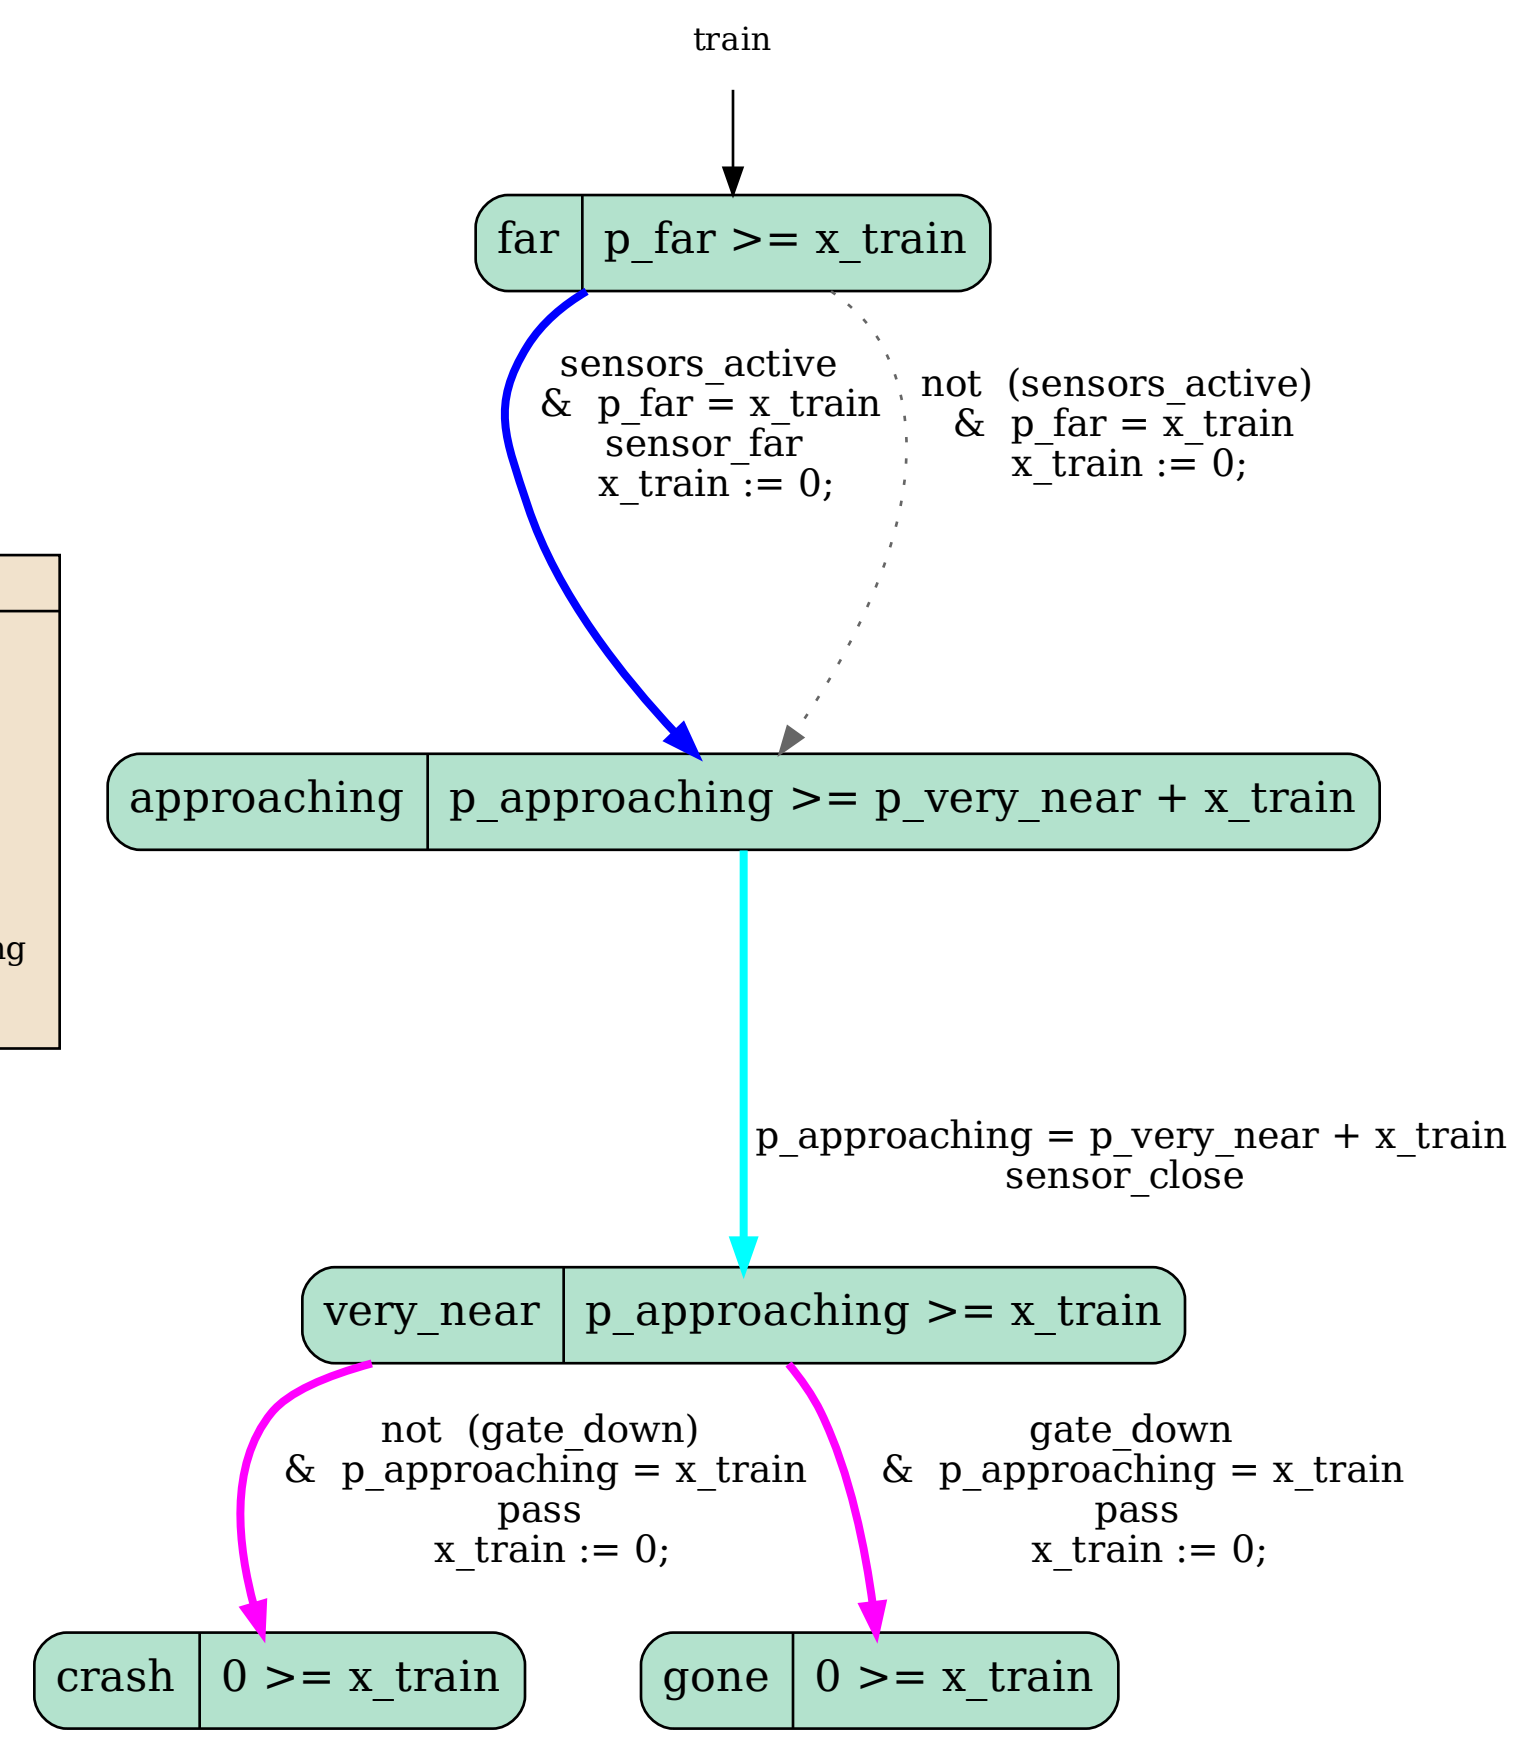 train
far p_far >= x_train
sensors_active
& p_far = x_train
sensor_far
x_train := 0;
not (sensors_active)
& p_far = x_train
x_train := 0;
approaching p_approaching >= p_very_near + x_train
p_approaching = p_very_near + x_train
sensor_close
very_near p_approaching >= x_train
not (gate_down)
& p_approaching = x_train
pass
x_train := 0;
gate_down
& p_approaching = x_train
pass
x_train := 0;
crash 0 >= x_train
gone 0 >= x_train